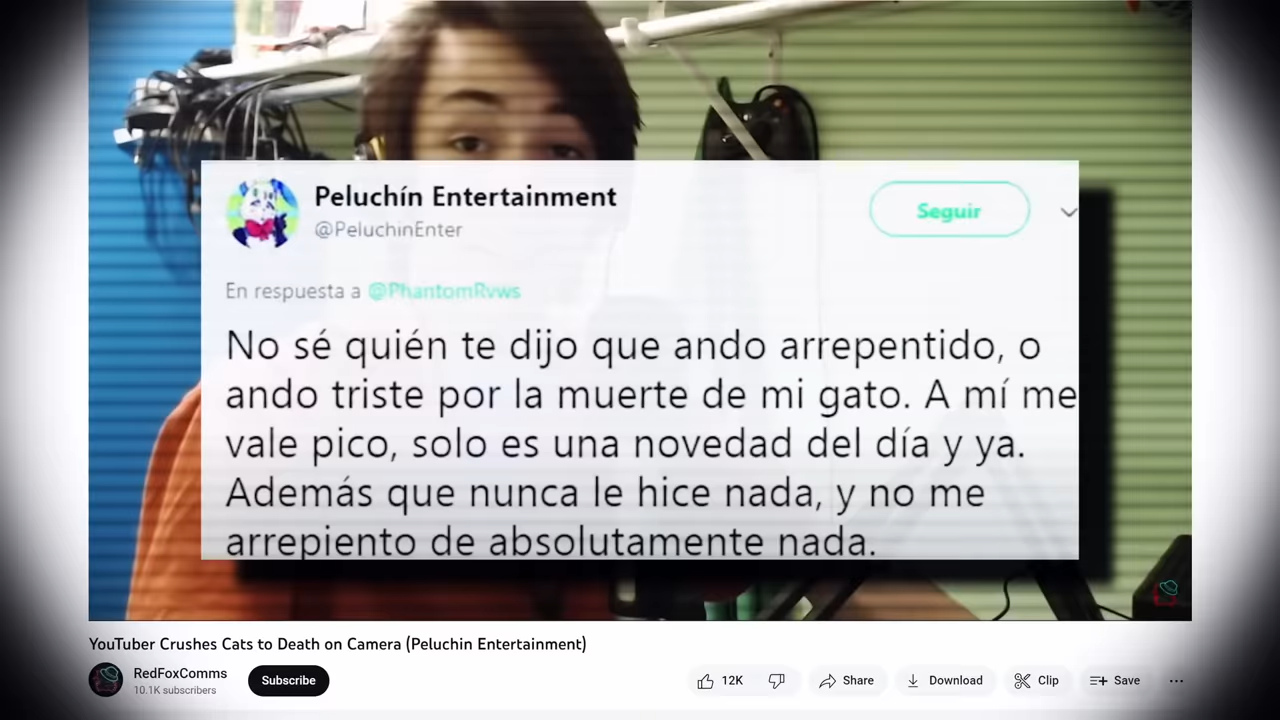 Peluchín Entertainment
@PeluchinEnter
Seguir
En respuesta a @PhantomRvws
No sé quién te dijo que ando arrepentido, o
ando triste por la muerte de mi gato. A mí me
vale pico, solo es una novedad del día y ya.
Además que nunca le hice nada, y no me
arrepiento de absolutamente nada.
YouTuber Crushes Cats to Death on Camera (Peluchin Entertainment)
RedFoxComms
10.1K subscribers
Subscribe
12K
Share
Download
Clip
Save